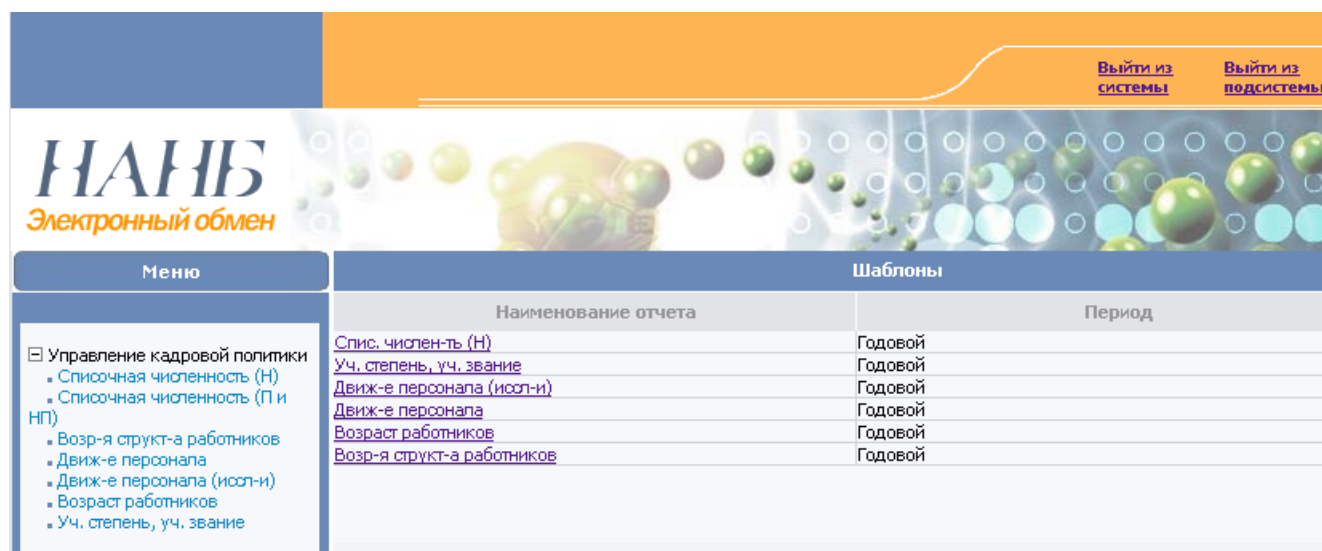 Выйти из
системы
Выйти из
подсистемы
НАНБ
Электронный обмен
Меню
Шаблоны
Наименование отчета
Период
Управление кадровой политики
Списочная численность (Н)
Списочная численность (П и
НП)
Возр-я структ-а работников
Движ-е персонала
Движ-е персонала (иссл-и)
Возраст работников
Уч. степень, уч. звание
Спис. числен-ть (Н) Годовой
Уч. степень, уч. звание Годовой
Движ-е персонала (иссл-и) Годовой
Движ-е персонала Годовой
Возраст работников Годовой
Возр-я структ-а работников Годовой